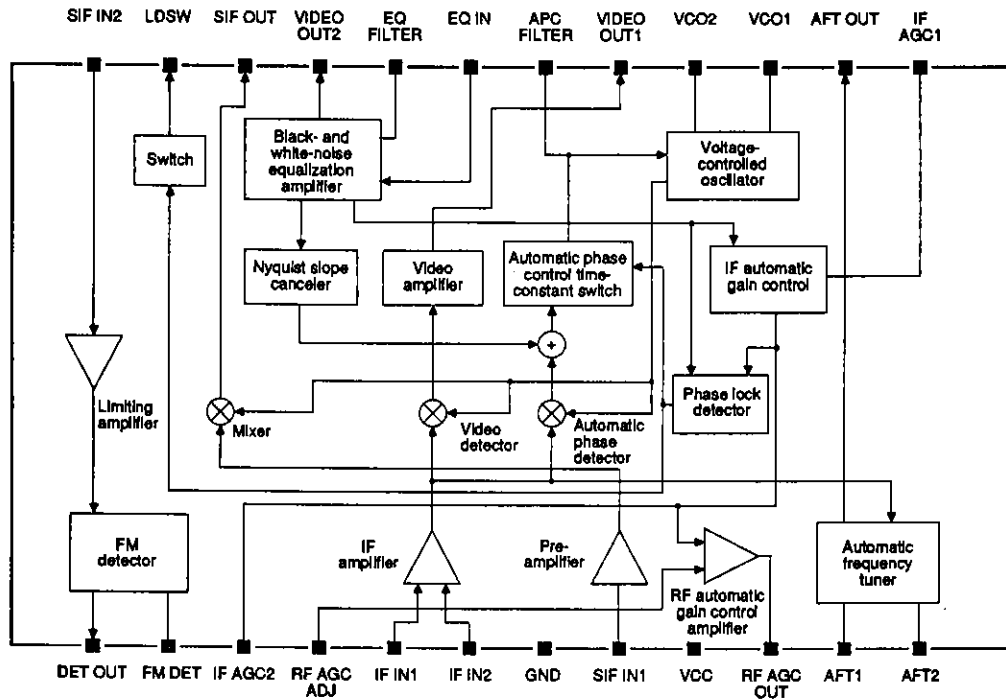 SIF IN2
LDSW
SIF OUT
VIDEO
OUT2
EQ
FILTER
EQ IN
APC
FILTER
VIDEO
OUT1
VCO2
VCO1
AFT OUT
IF
AGC1
Switch
Black- and
white-noise
equalization
amplifier
Voltage-
controlled
oscillator
Nyquist slope
canceler
Video
amplifier
Automatic phase
control time-
constant switch
IF automatic
gain control
+
Limiting
amplifier
Mixer
Video
detector
Automatic
phase
detector
Phase lock
detector
FM
detector
IF
amplifier
Pre-
amplifier
RF automatic
gain control
amplifier
Automatic
frequency
tuner
DET OUT
FM DET
IF AGC2
RF AGC
ADJ
IF IN1
IF IN2
GND
SIF IN1
VCC
RF AGC
OUT
AFT1
AFT2